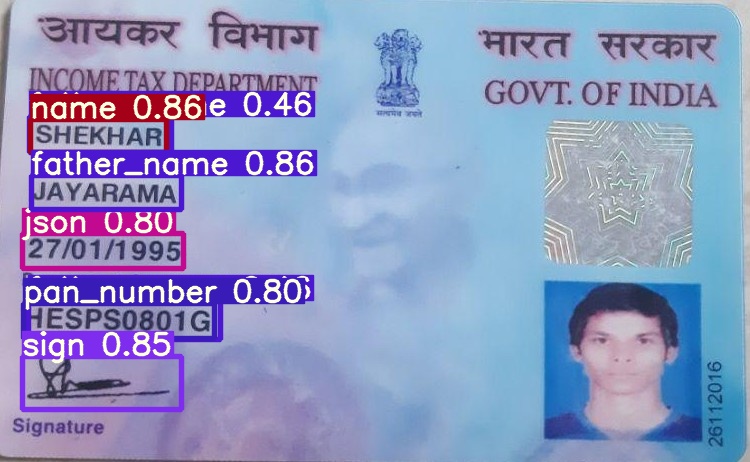 आयकर विभाग
भारत सरकार
INCOME TAX DEPARTMENT
GOVT. OF INDIA
name 0.86
e 0.46
SHEKHAR
father_name 0.86
JAYARAMA
json 0.80
27/01/1995
pan_number 0.80
HESPS0801G
sign 0.85
Signature
सत्यमेव जयते
26112016